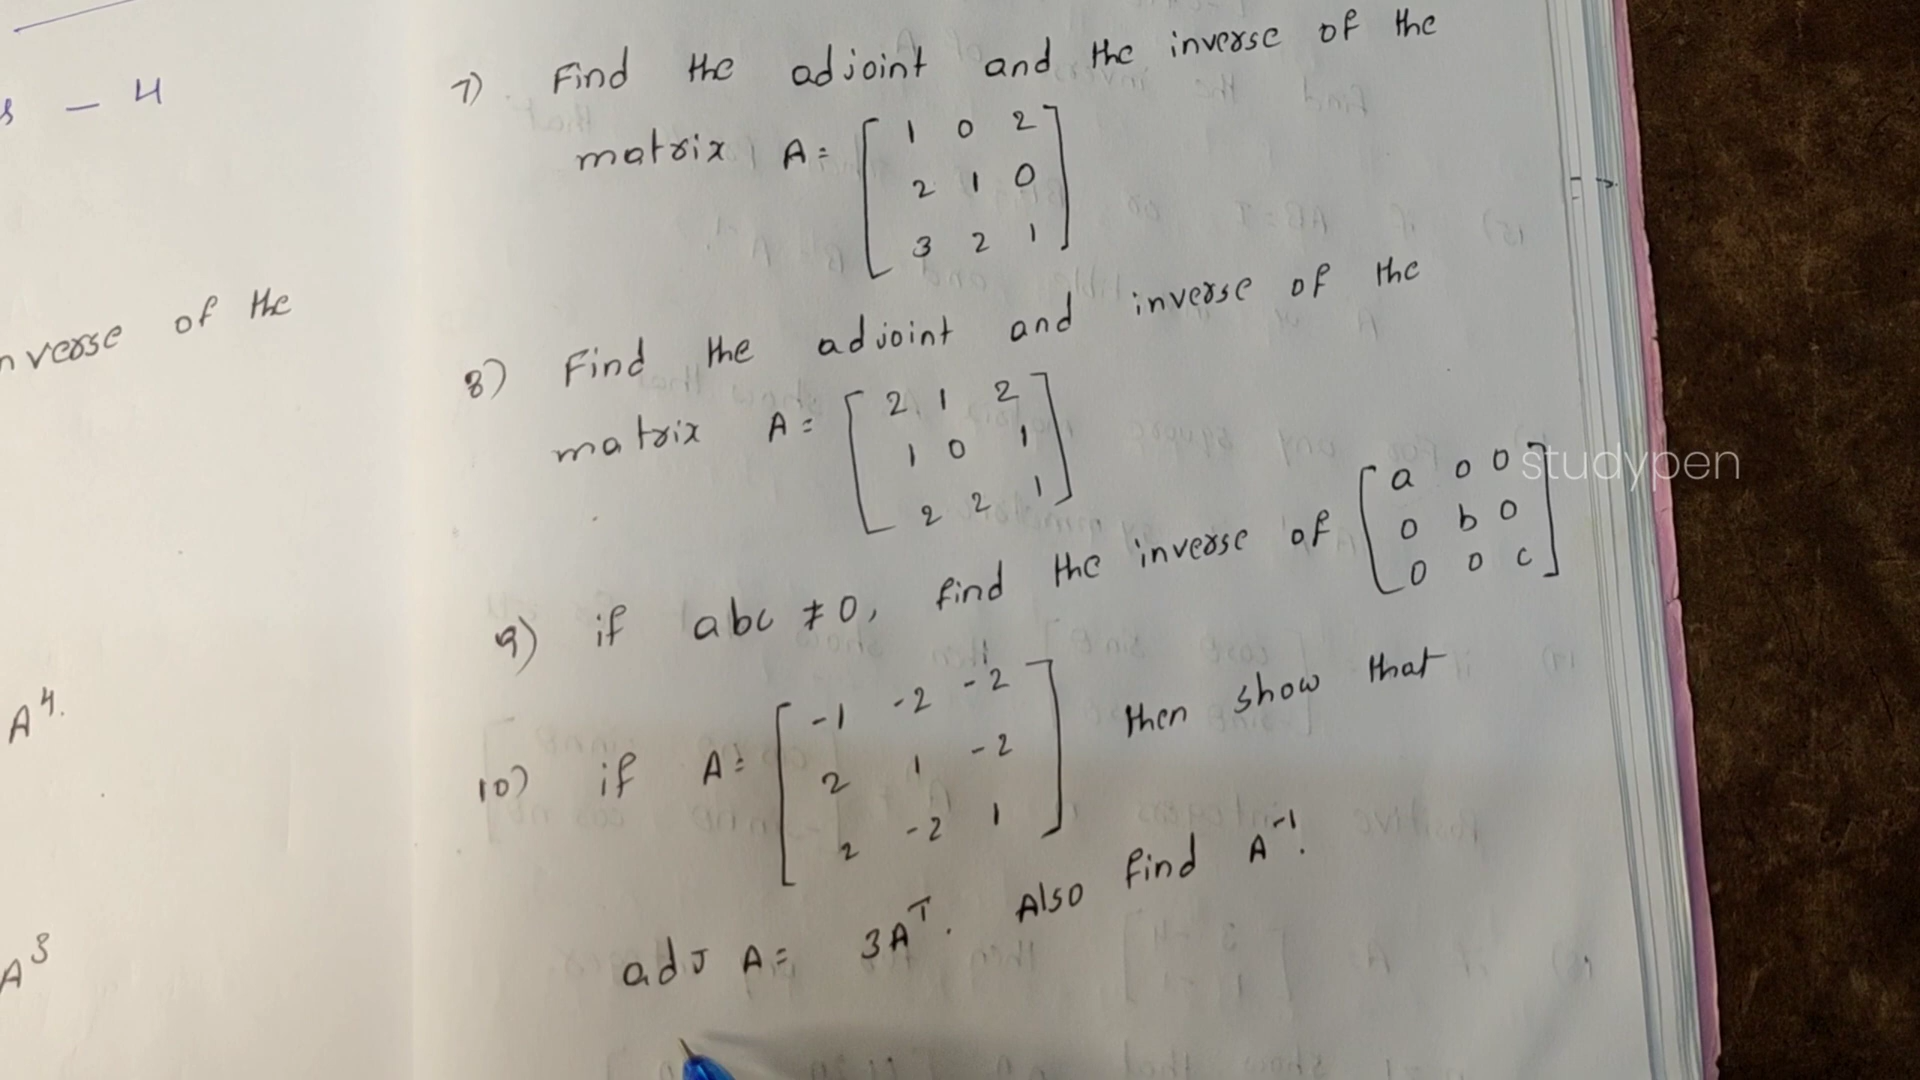 s - 4
nverse of the
A⁴.
A³
7) Find the adjoint and the inverse of the
matrix A = [ 1 0 2
2 1 0
3 2 1 ]
8) Find the adjoint and inverse of the
matrix A = [ 2 1 2
1 0 1
2 2 1 ]
9) if abc ≠ 0, find the inverse of [ a 0 0
0 b 0
0 0 c ]
10) if A = [ -1 -2 -2
2 1 -2
2 -2 1 ] then show that
adj A = 3Aᵀ. Also find A⁻¹.
studypen